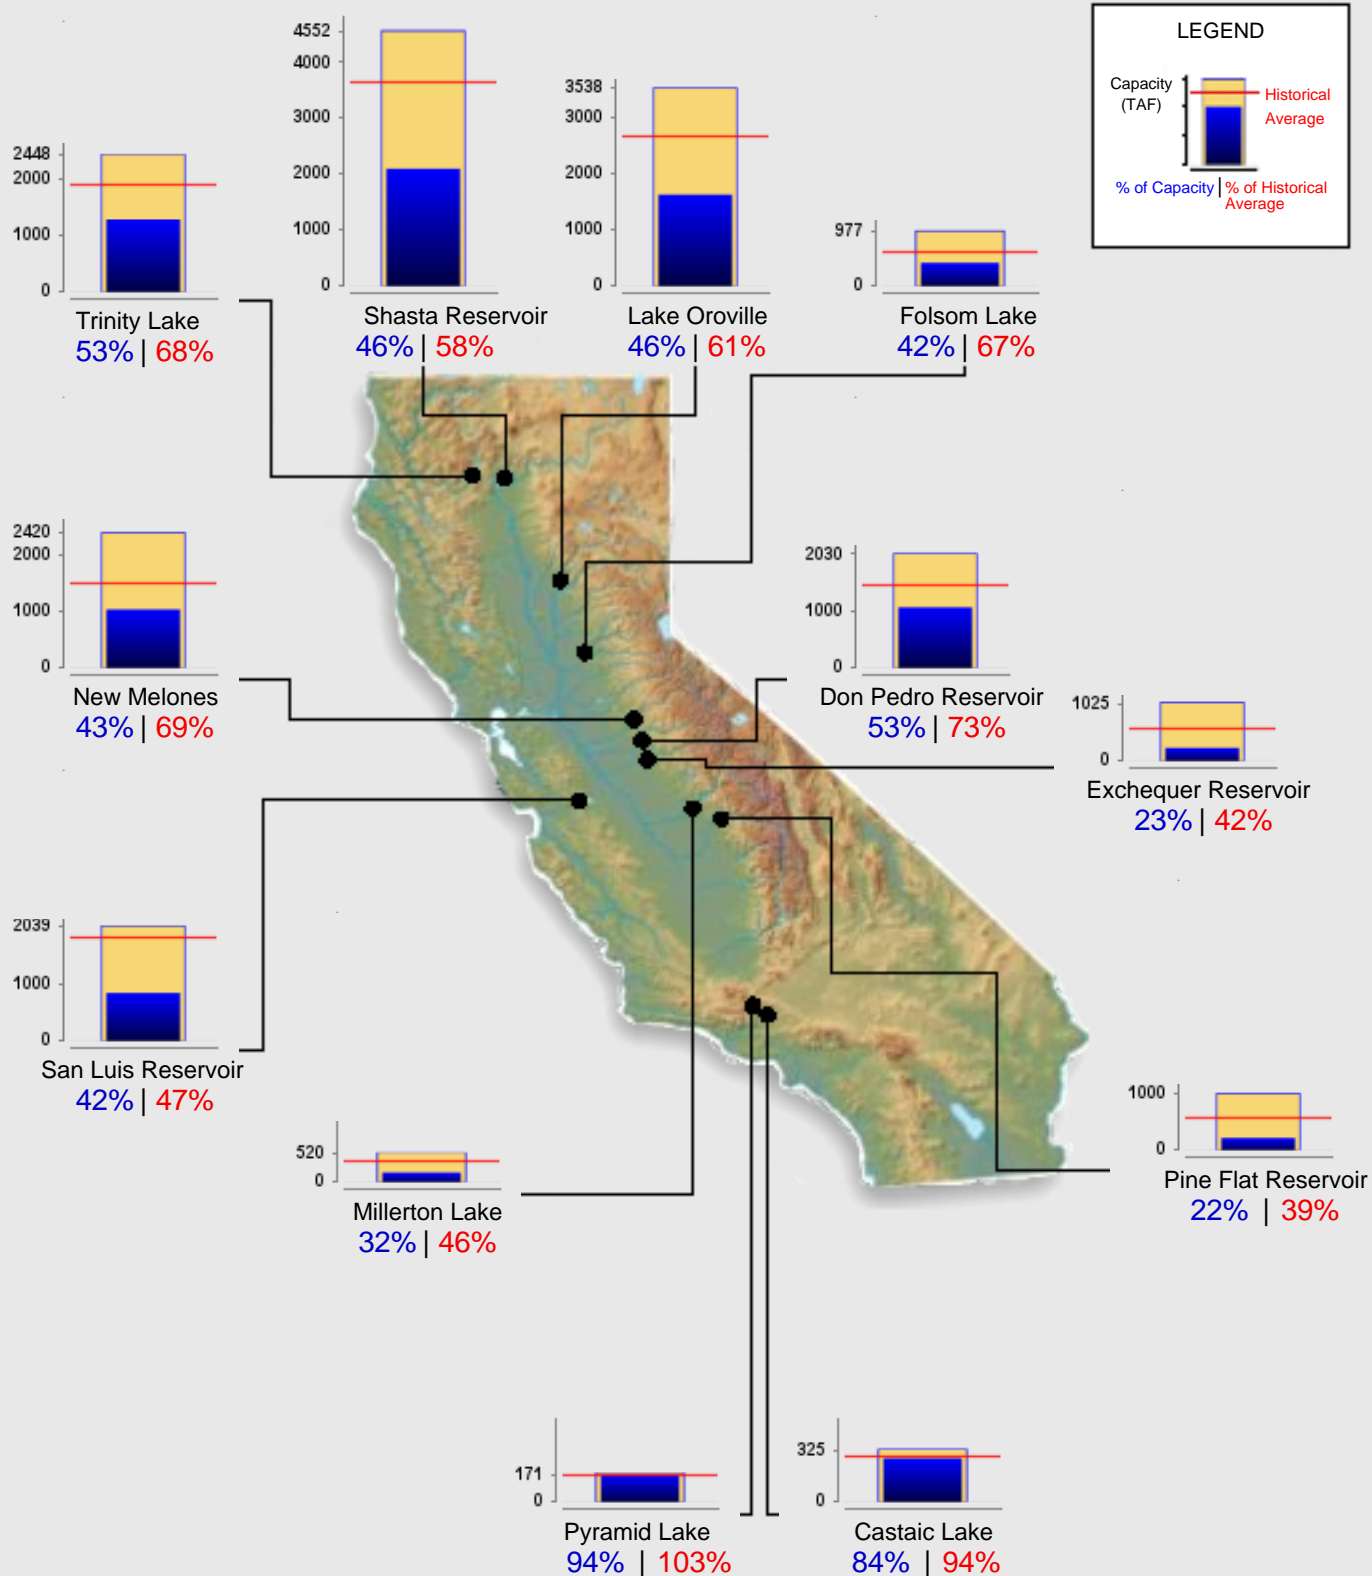 LEGEND
Capacity
(TAF)
Historical
Average
% of Capacity | % of Historical
Average
4552
4000
3000
2000
1000
0
Shasta Reservoir
46% | 58%
3538
3000
2000
1000
0
Lake Oroville
46% | 61%
977
0
Folsom Lake
42% | 67%
2448
2000
1000
0
Trinity Lake
53% | 68%
2420
2000
1000
0
New Melones
43% | 69%
2030
1000
0
Don Pedro Reservoir
53% | 73%
1025
0
Exchequer Reservoir
23% | 42%
2039
1000
0
San Luis Reservoir
42% | 47%
520
0
Millerton Lake
32% | 46%
1000
0
Pine Flat Reservoir
22% | 39%
171
0
Pyramid Lake
94% | 103%
325
0
Castaic Lake
84% | 94%